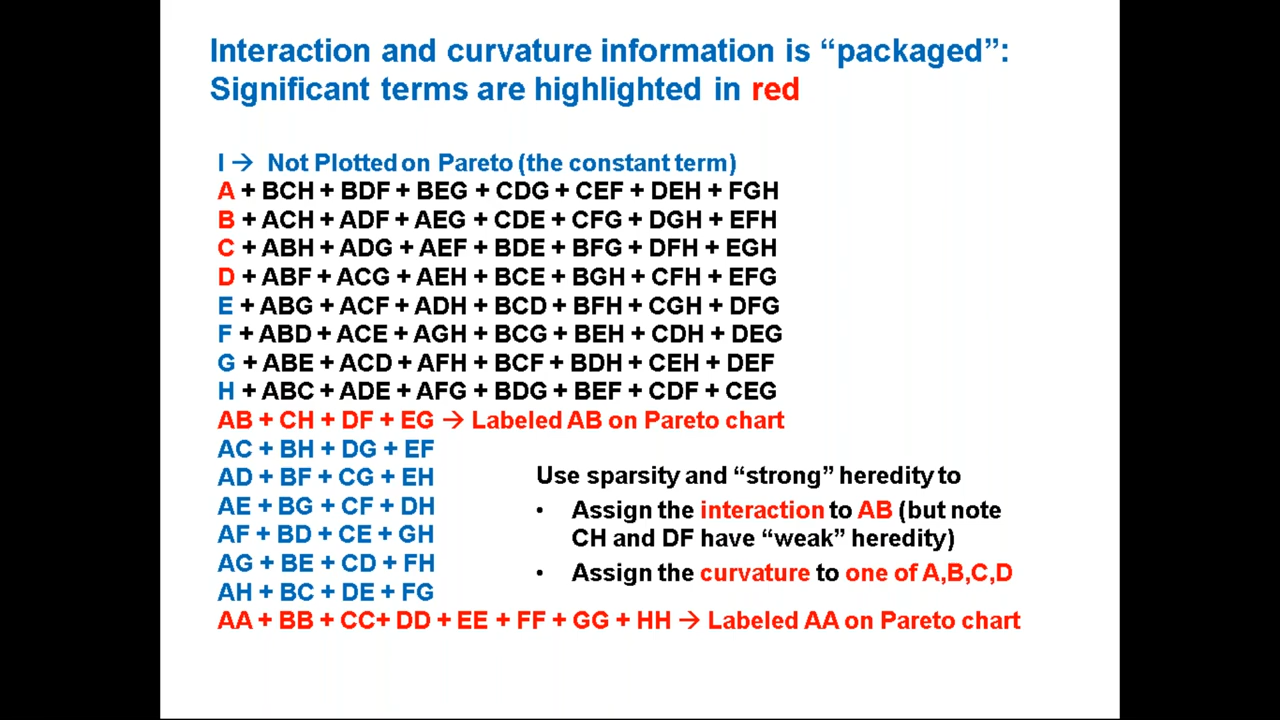 Interaction and curvature information is “packaged”:
Significant terms are highlighted in red
I → Not Plotted on Pareto (the constant term)
A + BCH + BDF + BEG + CDG + CEF + DEH + FGH
B + ACH + ADF + AEG + CDE + CFG + DGH + EFH
C + ABH + ADG + AEF + BDE + BFG + DFH + EGH
D + ABF + ACG + AEH + BCE + BGH + CFH + EFG
E + ABG + ACF + ADH + BCD + BFH + CGH + DFG
F + ABD + ACE + AGH + BCG + BEH + CDH + DEG
G + ABE + ACD + AFH + BCF + BDH + CEH + DEF
H + ABC + ADE + AFG + BDG + BEF + CDF + CEG
AB + CH + DF + EG → Labeled AB on Pareto chart
AC + BH + DG + EF
AD + BF + CG + EH
AE + BG + CF + DH
AF + BD + CE + GH
AG + BE + CD + FH
AH + BC + DE + FG
AA + BB + CC+ DD + EE + FF + GG + HH → Labeled AA on Pareto chart
Use sparsity and “strong” heredity to
• Assign the interaction to AB (but note
CH and DF have “weak” heredity)
• Assign the curvature to one of A,B,C,D